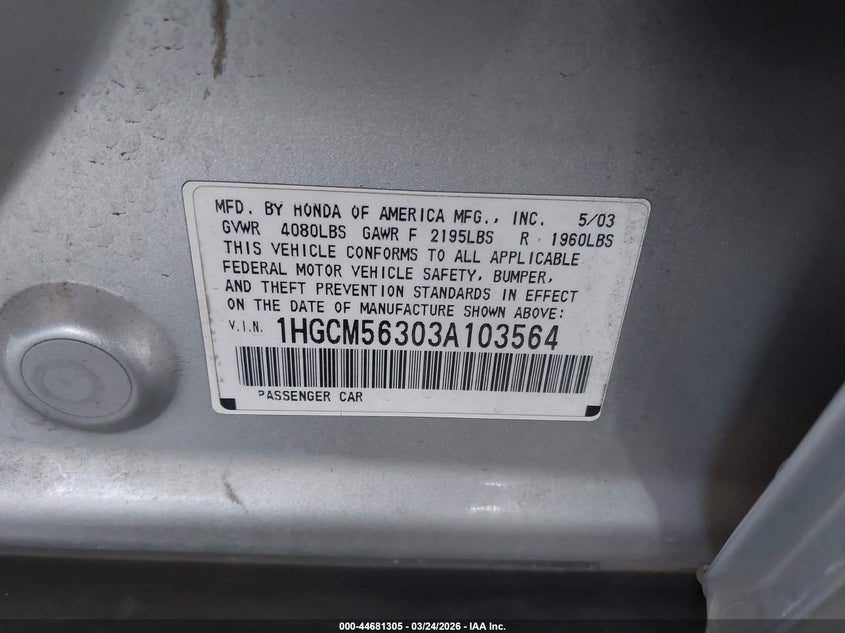 MFD. BY HONDA OF AMERICA MFG., INC. 5/03
GVWR 4080LBS GAWR F 2195LBS R 1960LBS
THIS VEHICLE CONFORMS TO ALL APPLICABLE
FEDERAL MOTOR VEHICLE SAFETY, BUMPER,
AND THEFT PREVENTION STANDARDS IN EFFECT
ON THE DATE OF MANUFACTURE SHOWN ABOVE:
V.I.N. 1HGCM56303A103564
PASSENGER CAR
000-44681305 - 03/24/2026 - IAA Inc.